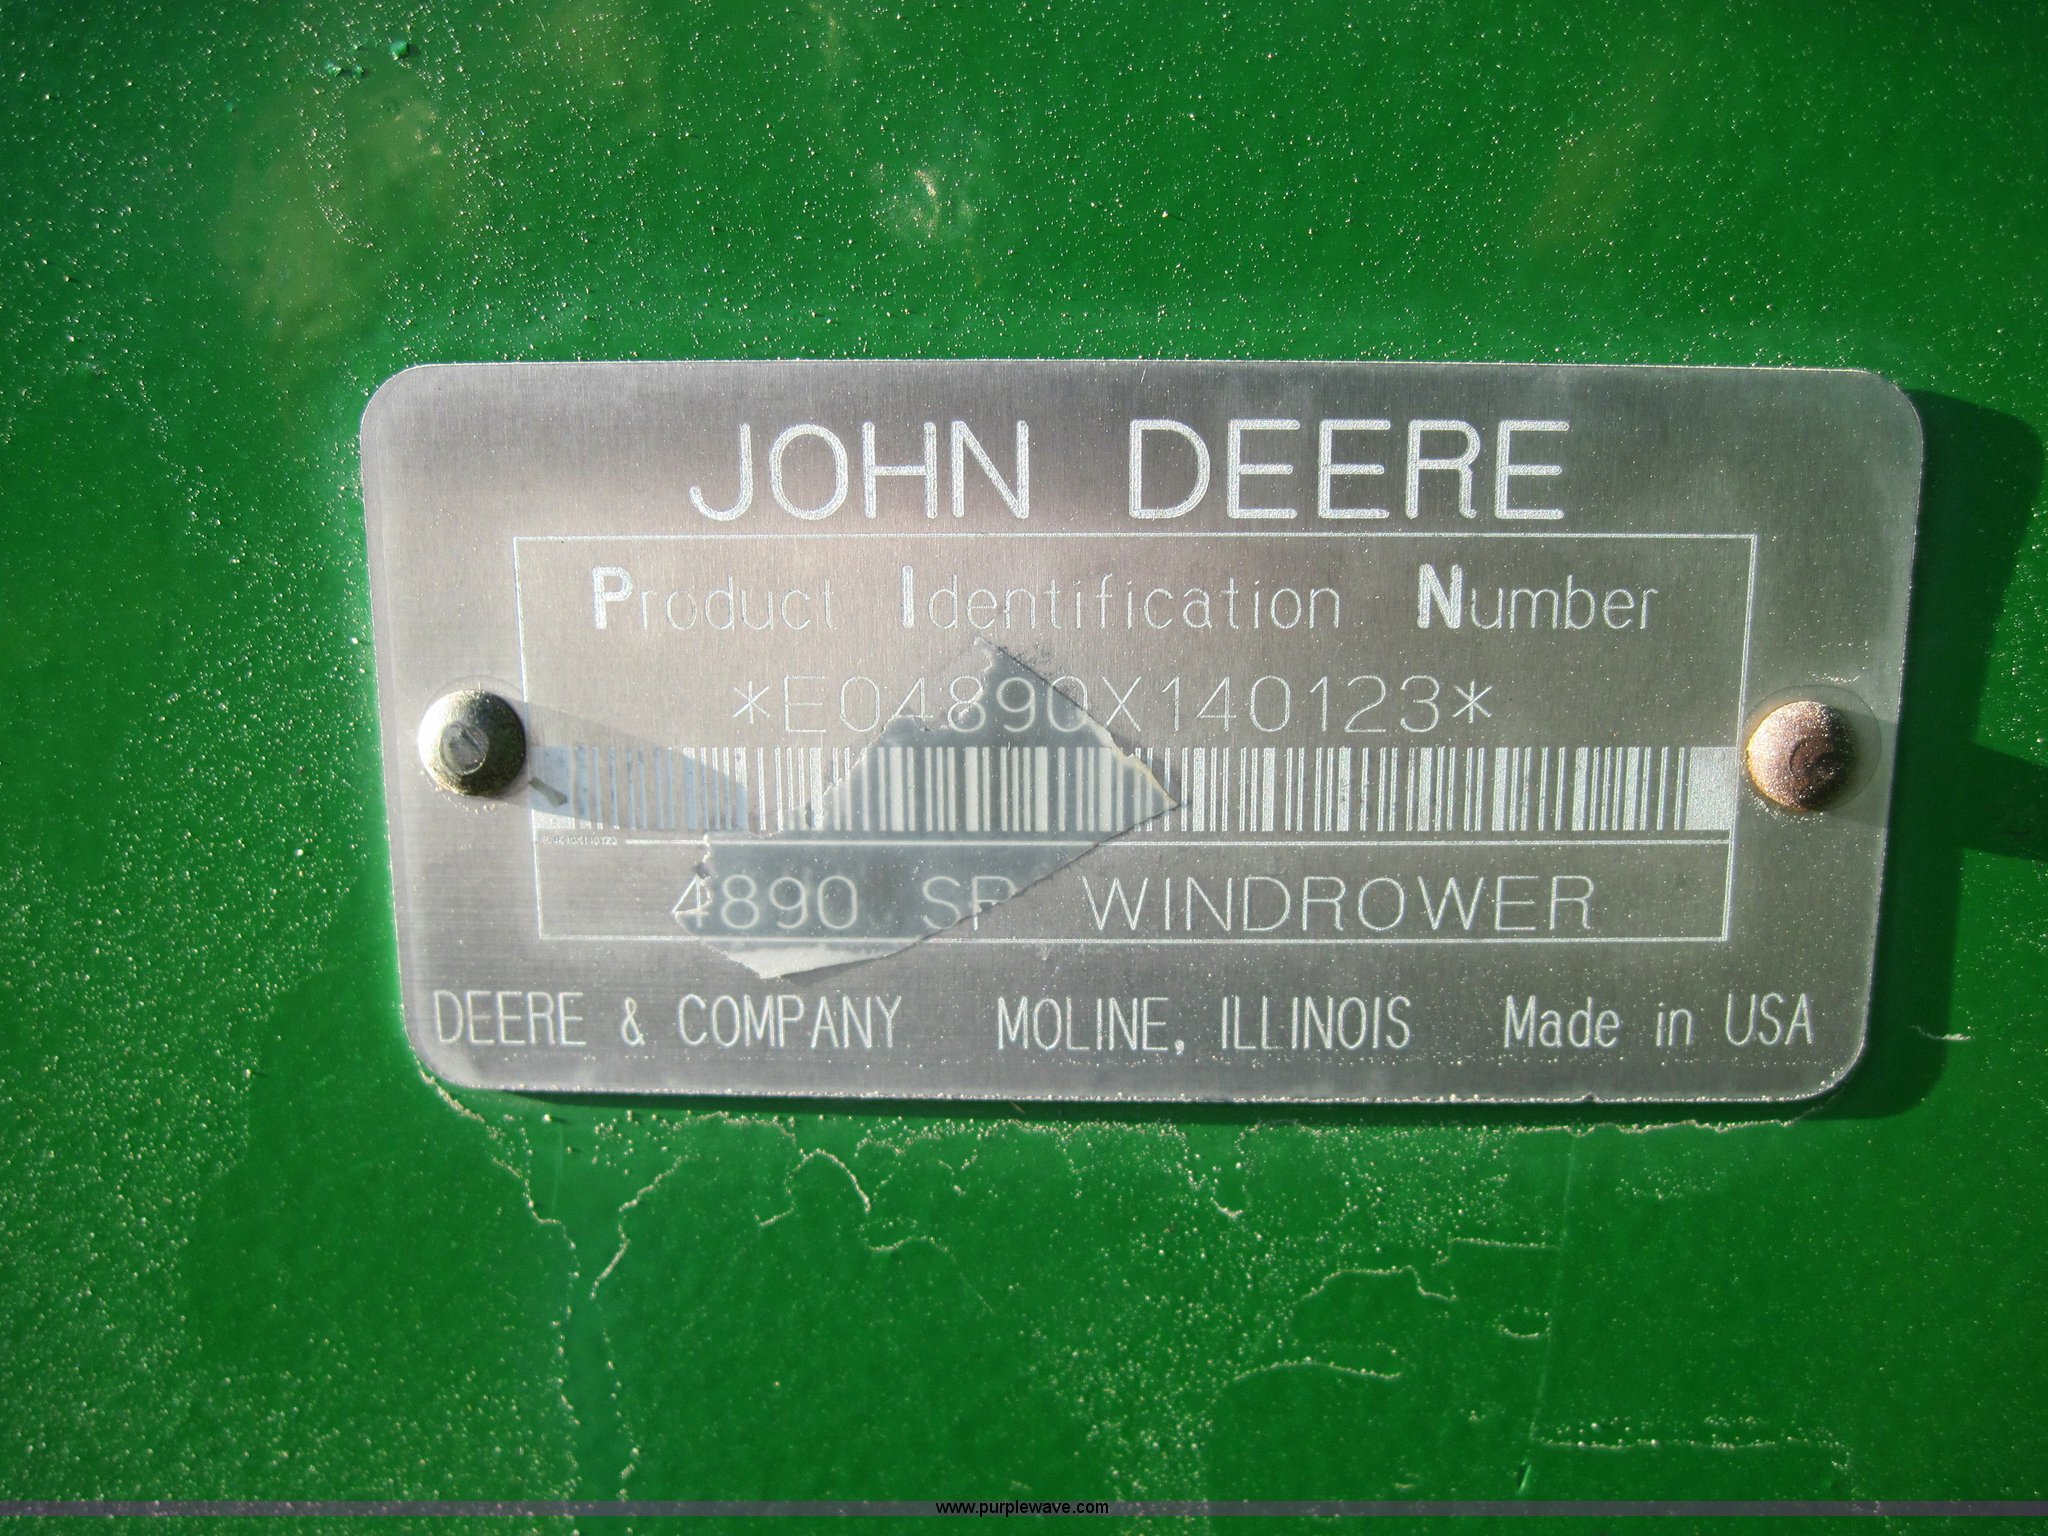 JOHN DEERE
Product Identification Number
*E04890X140123*
E04890X140123
4890 SP WINDROWER
DEERE & COMPANY MOLINE, ILLINOIS Made in USA
www.purplewave.com